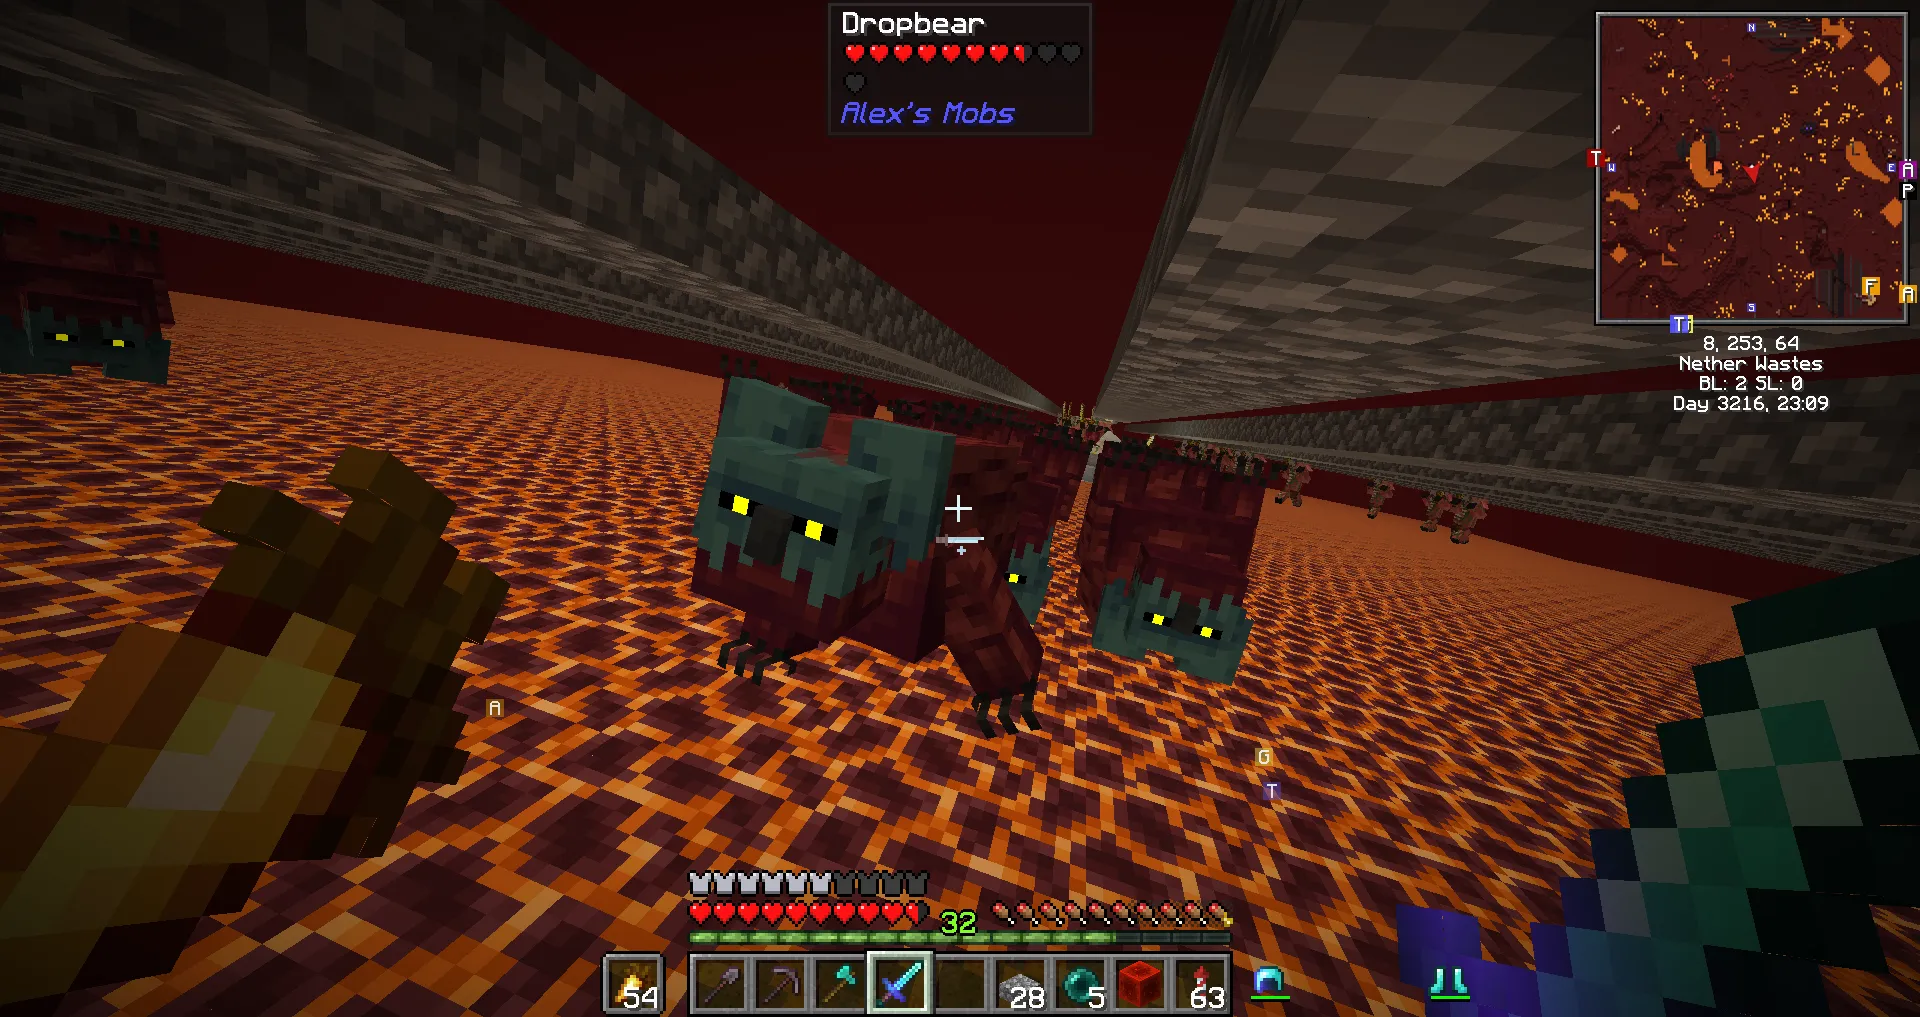 Dropbear
Alex's Mobs
N
T
W
E
Ä
P
F
A
S
T
8, 253, 64
Nether Wastes
BL: 2 SL: 0
Day 3216, 23:09
A
G
T
32
54
28
5
63